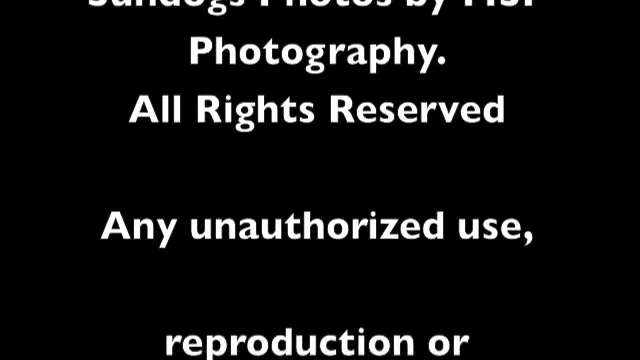 Sundogs Photos by
Photography.
All Rights Reserved
Any unauthorized use,
reproduction or